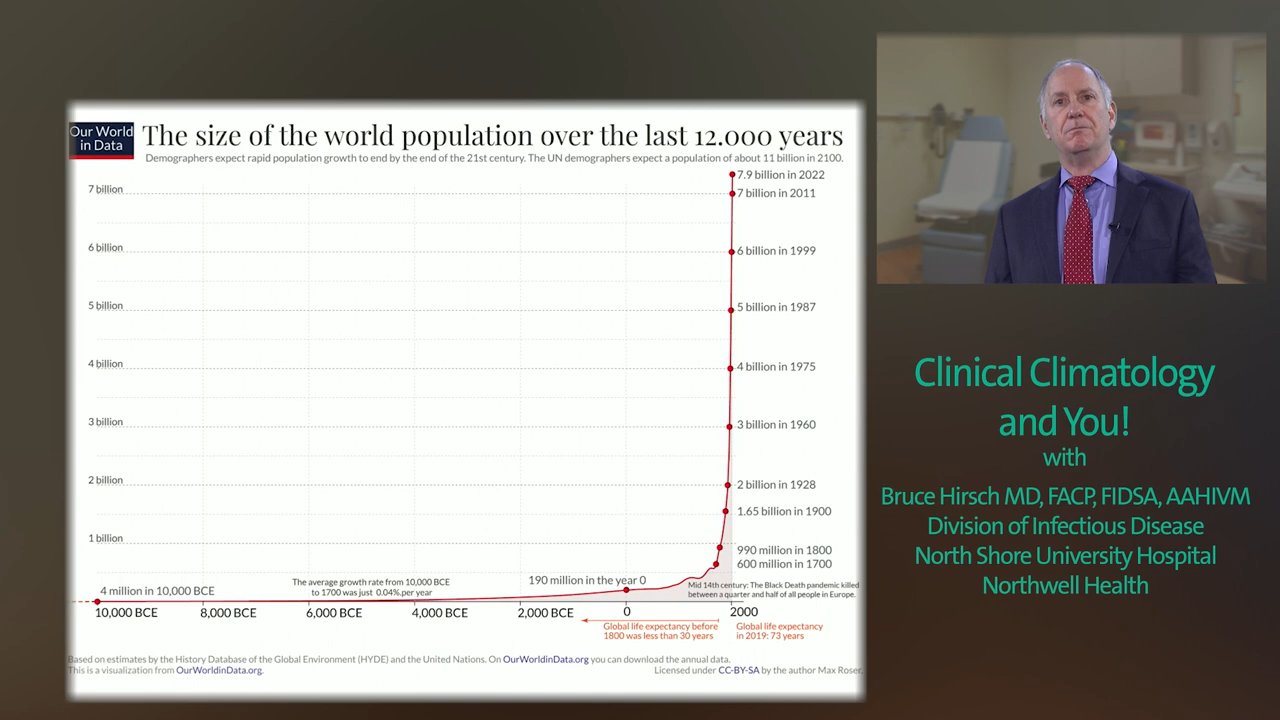 Our World
in Data
The size of the world population over the last 12.000 years
Demographers expect rapid population growth to end by the end of the 21st century. The UN demographers expect a population of about 11 billion in 2100.
7.9 billion in 2022
7 billion
7 billion in 2011
6 billion
6 billion in 1999
5 billion
5 billion in 1987
4 billion
4 billion in 1975
3 billion
3 billion in 1960
2 billion
2 billion in 1928
1.65 billion in 1900
1 billion
990 million in 1800
600 million in 1700
4 million in 10,000 BCE
The average growth rate from 10,000 BCE
to 1700 was just 0.04% per year
190 million in the year 0
Mid 14th century: The Black Death pandemic killed
between a quarter and half of all people in Europe.
10,000 BCE
8,000 BCE
6,000 BCE
4,000 BCE
2,000 BCE
0
2000
Global life expectancy before
1800 was less than 30 years
Global life expectancy
in 2019: 73 years
Based on estimates by the History Database of the Global Environment (HYDE) and the United Nations. On OurWorldinData.org you can download the annual data.
This is a visualization from OurWorldinData.org.
Licensed under CC-BY-SA by the author Max Roser.
Clinical Climatology
and You!
with
Bruce Hirsch MD, FACP, FIDSA, AAHIVM
Division of Infectious Disease
North Shore University Hospital
Northwell Health